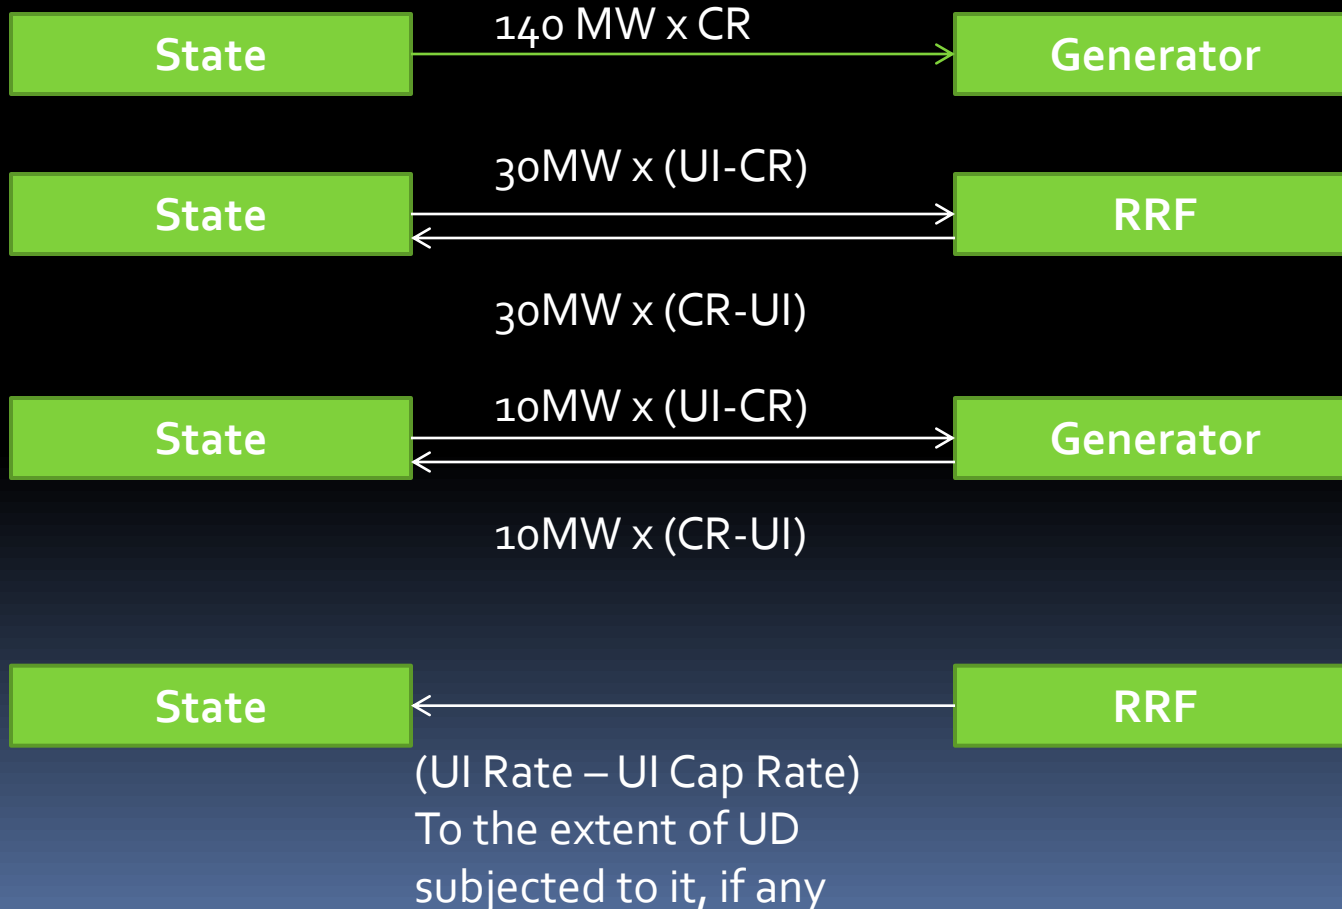 State 140 MW x CR Generator
30MW x (UI-CR)
State RRF
30MW x (CR-UI)
10MW x (UI-CR)
State Generator
10MW x (CR-UI)
State RRF
(UI Rate – UI Cap Rate)
To the extent of UD
subjected to it, if any